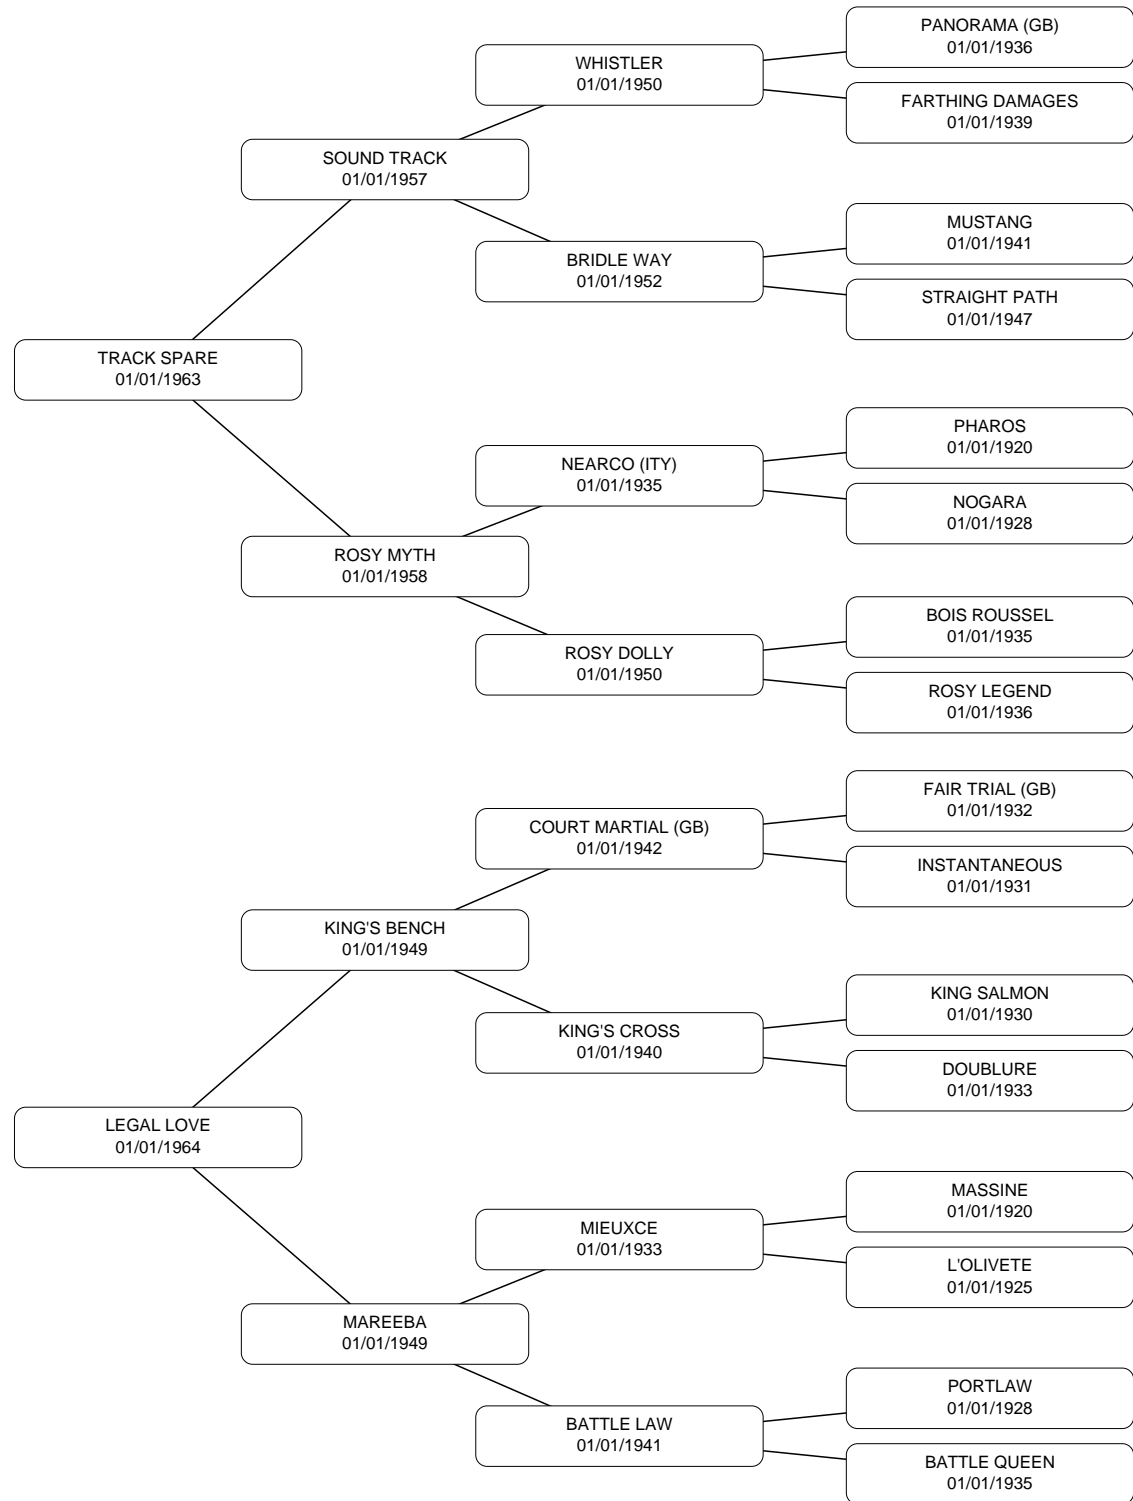 PANORAMA (GB)
01/01/1936
WHISTLER
01/01/1950
FARTHING DAMAGES
01/01/1939
SOUND TRACK
01/01/1957
MUSTANG
01/01/1941
BRIDLE WAY
01/01/1952
STRAIGHT PATH
01/01/1947
TRACK SPARE
01/01/1963
PHAROS
01/01/1920
NEARCO (ITY)
01/01/1935
NOGARA
01/01/1928
ROSY MYTH
01/01/1958
BOIS ROUSSEL
01/01/1935
ROSY DOLLY
01/01/1950
ROSY LEGEND
01/01/1936
FAIR TRIAL (GB)
01/01/1932
COURT MARTIAL (GB)
01/01/1942
INSTANTANEOUS
01/01/1931
KING'S BENCH
01/01/1949
KING SALMON
01/01/1930
KING'S CROSS
01/01/1940
DOUBLURE
01/01/1933
LEGAL LOVE
01/01/1964
MASSINE
01/01/1920
MIEUXCE
01/01/1933
L'OLIVETE
01/01/1925
MAREEBA
01/01/1949
PORTLAW
01/01/1928
BATTLE LAW
01/01/1941
BATTLE QUEEN
01/01/1935